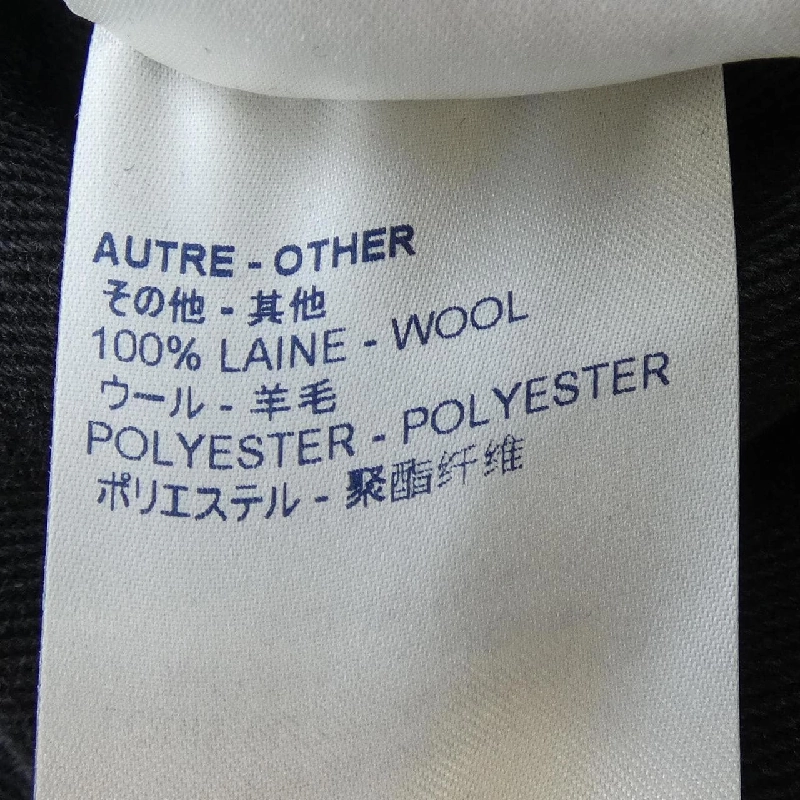 AUTRE - OTHER
その他 - 其他
100% LAINE - WOOL
ウール - 羊毛
POLYESTER - POLYESTER
ポリエステル - 聚酯纤维